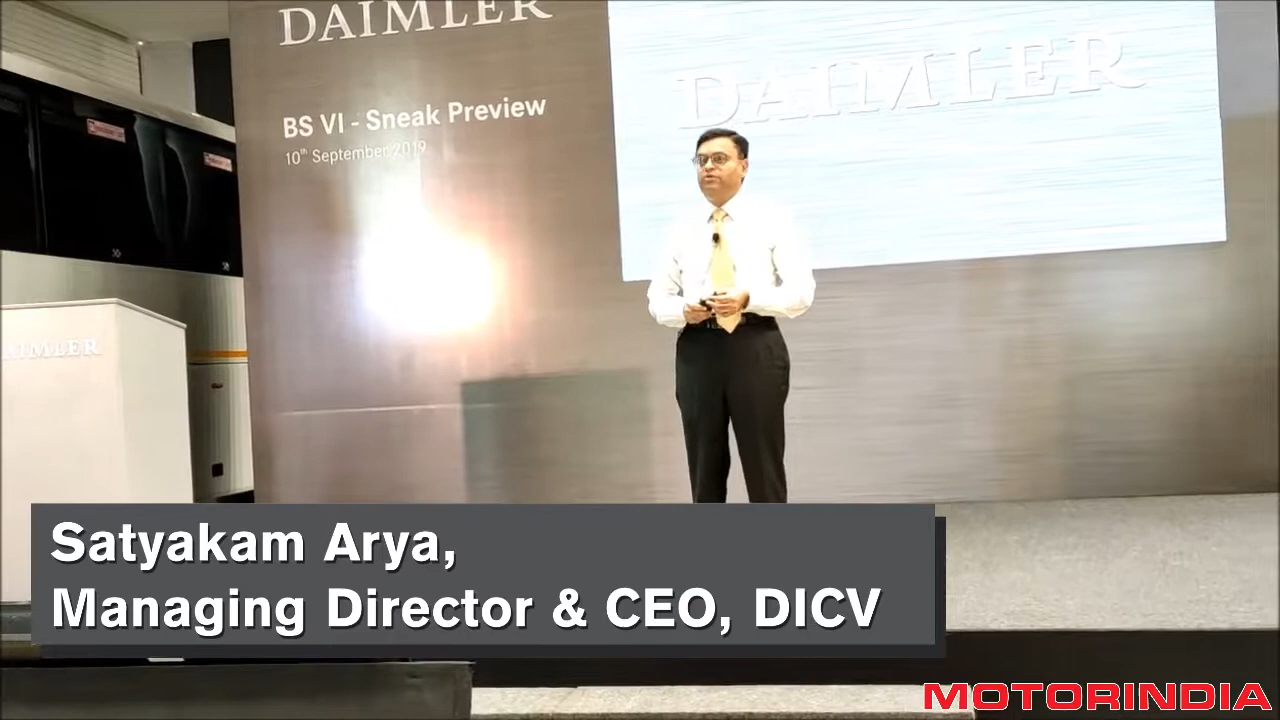 DAIMLER
DAIMLER
BS VI - Sneak Preview
10th September 2019
DAIMLER
Satyakam Arya,
Managing Director & CEO, DICV
MOTORINDIA